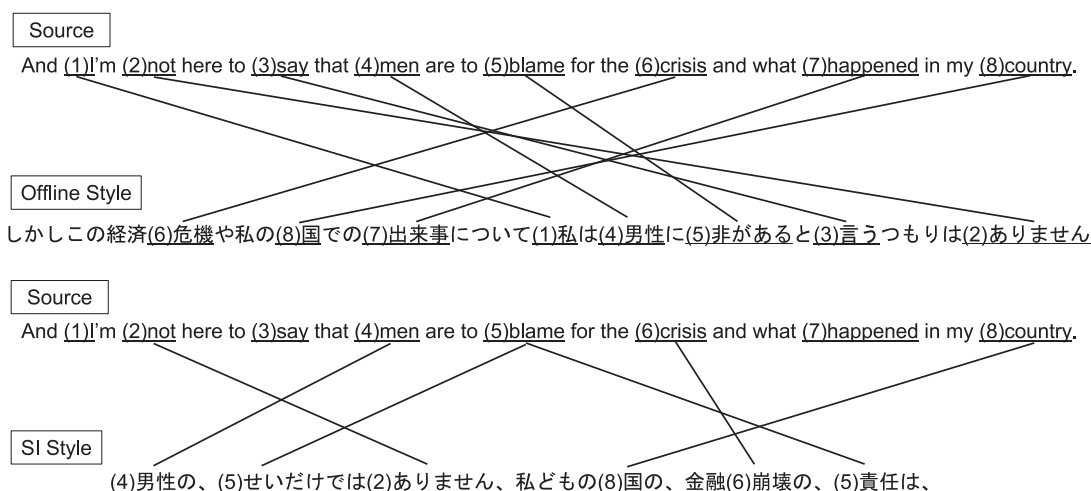 Source
And (1)I'm (2)not here to (3)say that (4)men are to (5)blame for the (6)crisis and what (7)happened in my (8)country.
Offline Style
しかしこの経済(6)危機や私の(8)国での(7)出来事について(1)私は(4)男性に(5)非があると(3)言うつもりは(2)ありません
Source
And (1)I'm (2)not here to (3)say that (4)men are to (5)blame for the (6)crisis and what (7)happened in my (8)country.
SI Style
(4)男性の、(5)せいだけでは(2)ありません、私どもの(8)国の、金融(6)崩壊の、(5)責任は、